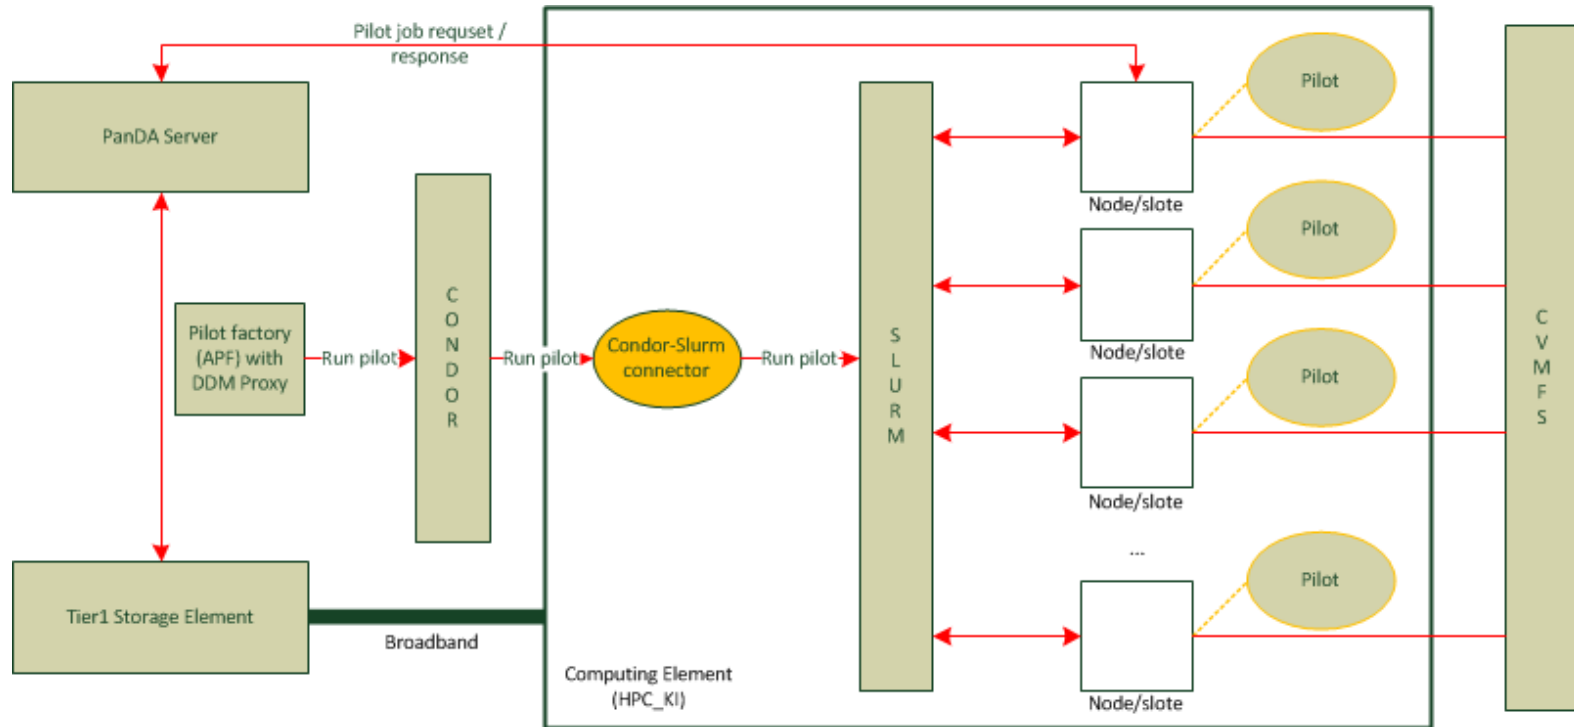 Pilot job requset /
response
PanDA Server
Pilot factory
(APF) with
DDM Proxy
Run pilot
C
O
N
D
O
R
Run pilot
Condor-Slurm
connector
Run pilot
S
L
U
R
M
Pilot
Node/slote
Pilot
Node/slote
Pilot
Node/slote
...
Pilot
Node/slote
C
V
M
F
S
Tier1 Storage Element
Broadband
Computing Element
(HPC_KI)